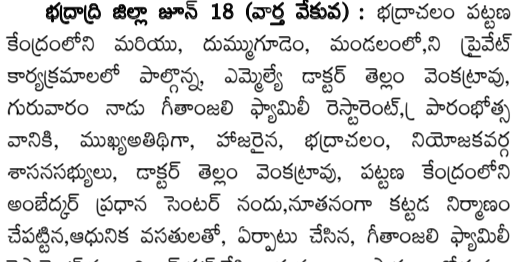 భద్రాద్రి జిల్లా జూన్ 18 (వార్త వేకువ) : భద్రాచలం పట్టణ
కేంద్రంలోని మరియు, దుమ్ముగూడెం, మండలంలో,ని ప్రైవేట్
కార్యక్రమాలలో పాల్గొన్న, ఎమ్మెల్యే డాక్టర్ తెల్లం వెంకట్రావు,
గురువారం నాడు గీతాంజలి ఫ్యామిలీ రెస్టారెంట్,ప్రారంభోత్స
వానికి, ముఖ్యఅతిథిగా, హాజరైన, భద్రాచలం, నియోజకవర్గ
శాసనసభ్యులు, డాక్టర్ తెల్లం వెంకట్రావు, పట్టణ కేంద్రంలోని
అంబేద్కర్ ప్రధాన సెంటర్ నందు,నూతనంగా కట్టడ నిర్మాణం
చేపట్టిన,ఆధునిక వసతులతో, ఏర్పాటు చేసిన, గీతాంజలి ఫ్యామిలీ